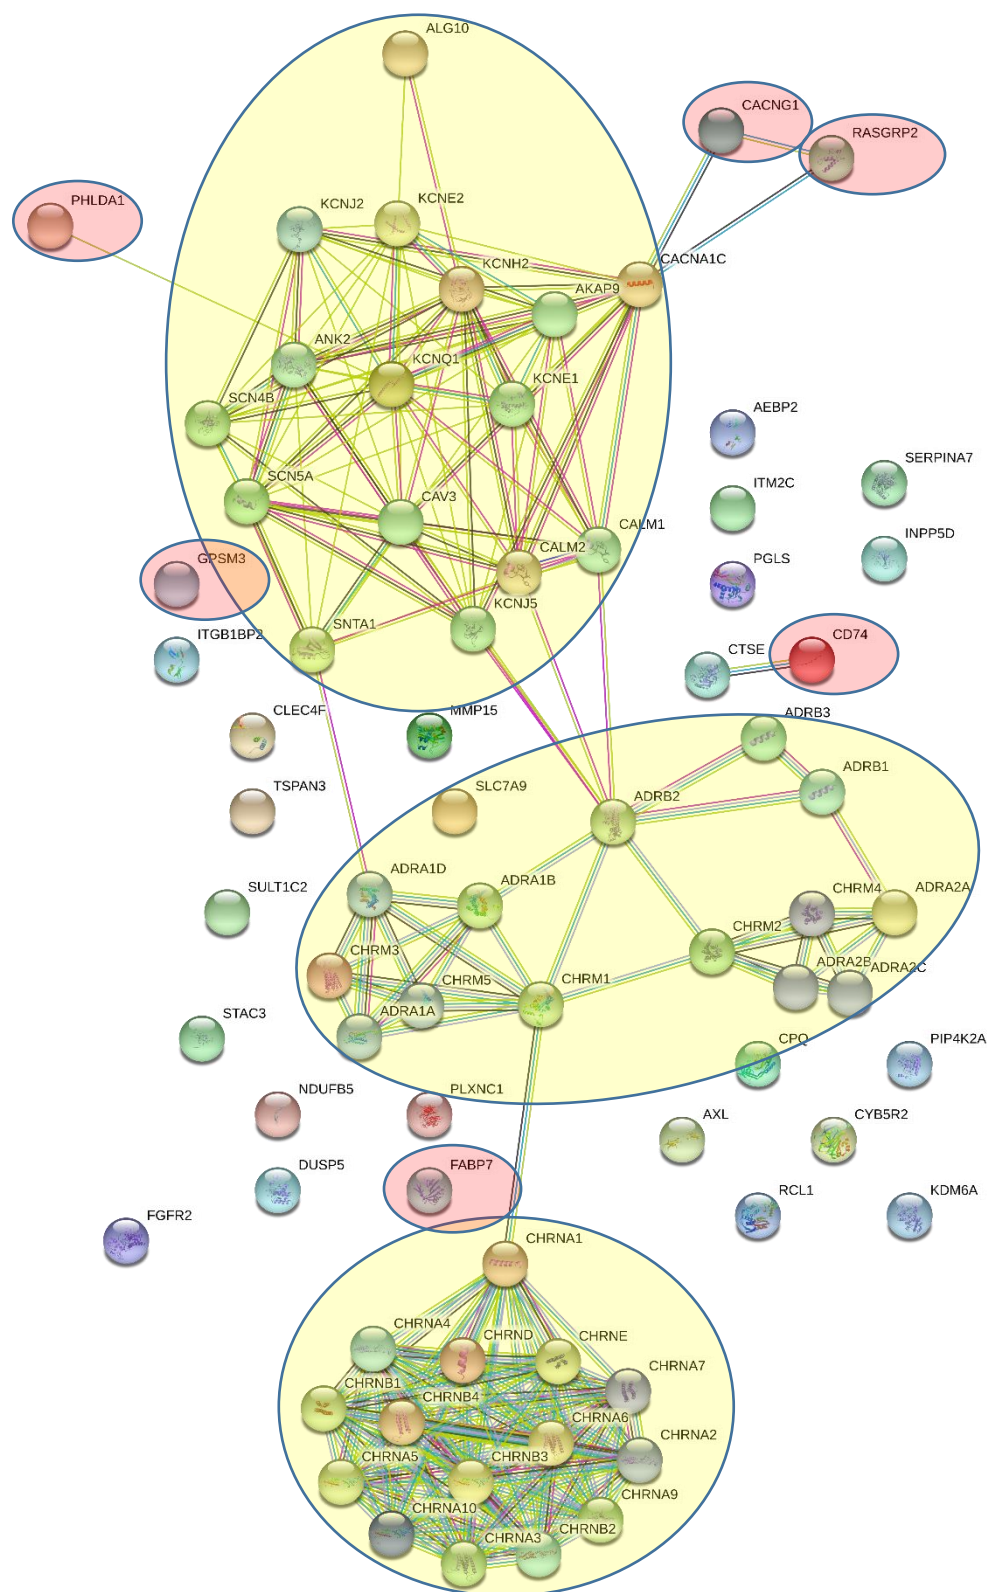 ALG10
CACNG1
RASGRP2
PHLDA1
KCNJ2
KCNE2
KCNH2
CACNA1C
AKAP9
ANK2
KCNQ1
KCNE1
SCN4B
AEBP2
SERPINA7
SCN5A
ITM2C
CAV3
CALM1
INPP5D
CALM2
GPSM3
PGLS
KCNJ5
SNTA1
ITGB1BP2
CTSE
CD74
CLEC4F
MMP15
ADRB3
ADRB1
TSPAN3
SLC7A9
ADRB2
ADRA1D
ADRA1B
SULT1C2
CHRM4
ADRA2A
CHRM2
CHRM3
ADRA2B
ADRA2C
CHRM5
CHRM1
ADRA1A
STAC3
CPQ
PIP4K2A
NDUFB5
PLXNC1
AXL
CYB5R2
DUSP5
FABP7
RCL1
KDM6A
FGFR2
CHRNA1
CHRNA4
CHRND
CHRNE
CHRNA7
CHRNB1
CHRNB4
CHRNA6
CHRNA2
CHRNA5
CHRNB3
CHRNA9
CHRNA10
CHRNB2
CHRNA3